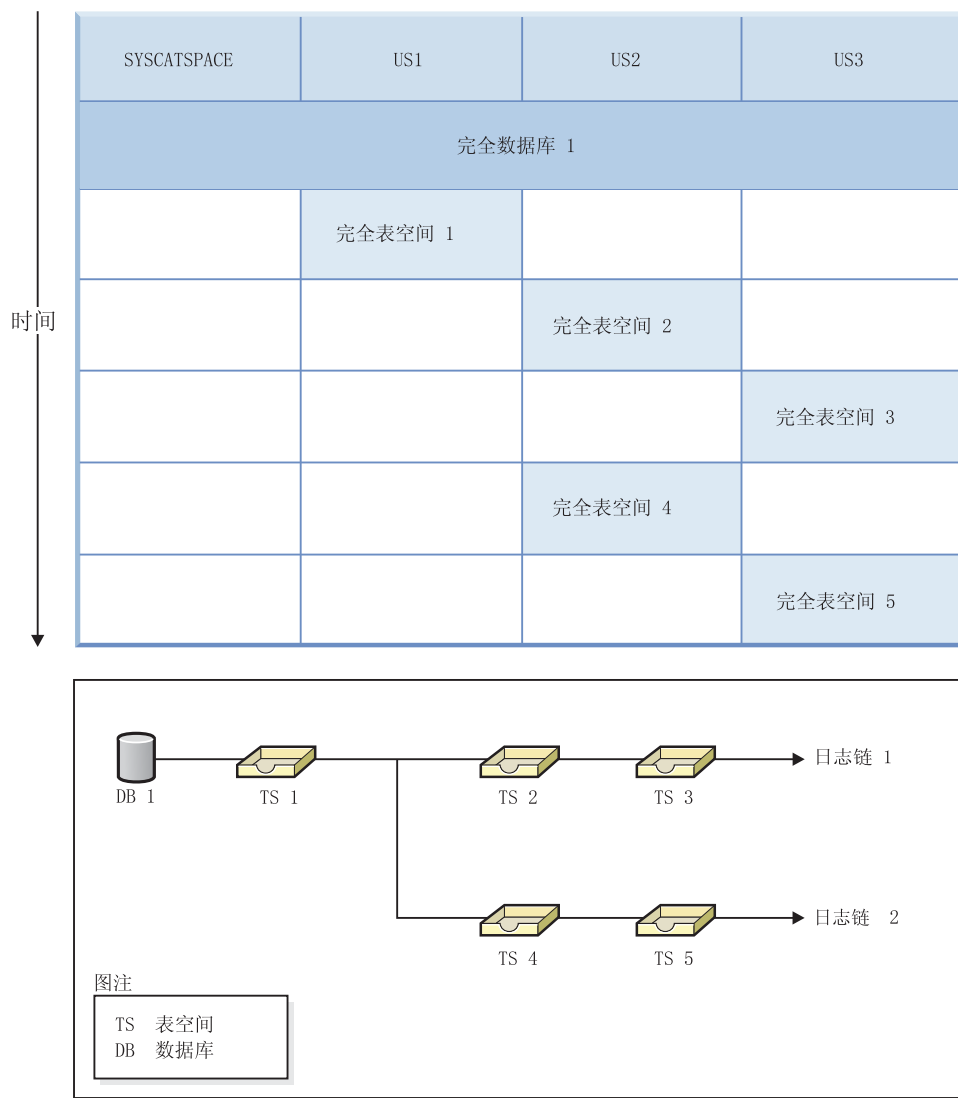 SYSCATSPACE US1 US2 US3
完全数据库 1
完全表空间 1
完全表空间 2
时间
完全表空间 3
完全表空间 4
完全表空间 5
日志链 1
DB 1 TS 1 TS 2 TS 3
日志链 2
TS 4 TS 5
图注
TS 表空间
DB 数据库